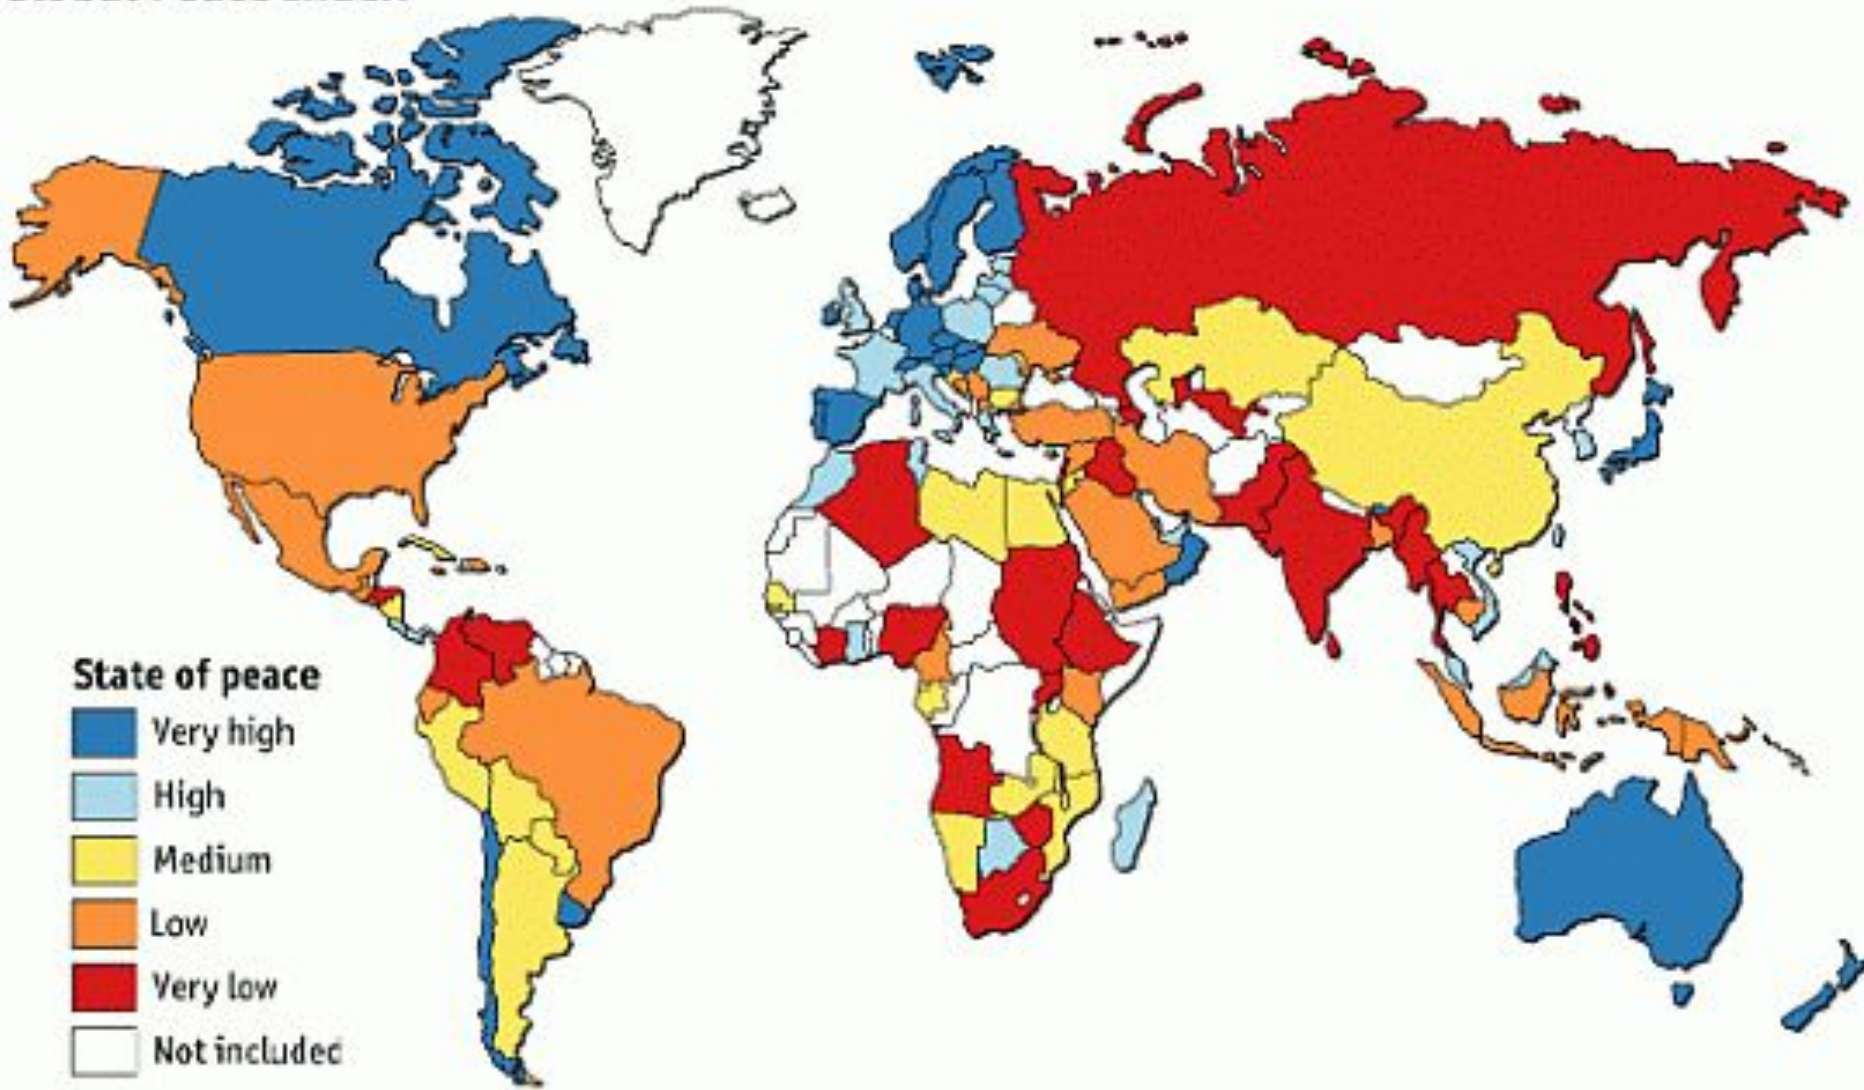 State of peace
Very high
High
Medium
Low
Very low
Not included